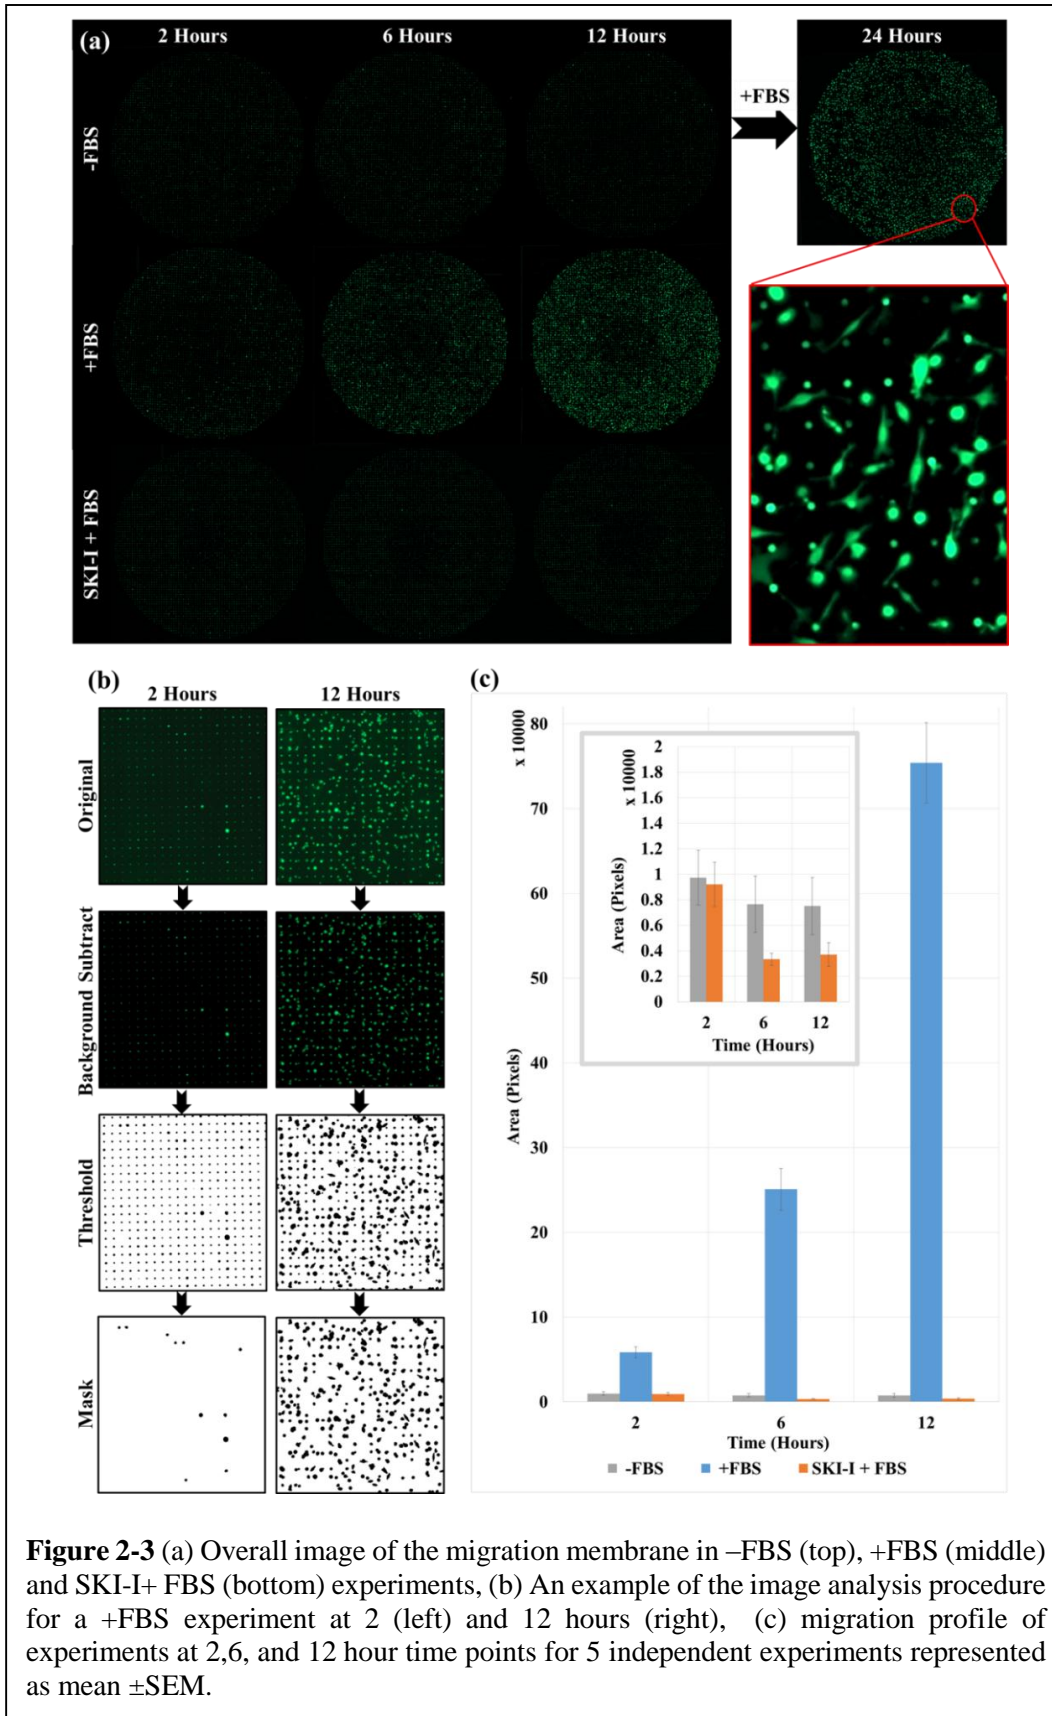 (a)
2 Hours 6 Hours 12 Hours 24 Hours
+FBS
-FBS
+FBS
SKI-I + FBS
(b)
2 Hours 12 Hours
Original
Background Subtract
Threshold
Mask
(c)
x 10000
80
70
60
50
40
30
20
10
0
Area (Pixels)
x 10000
2
1.8
1.6
1.4
1.2
1
0.8
0.6
0.4
0.2
0
Area (Pixels)
2 6 12
Time (Hours)
2 6 12
Time (Hours)
-FBS +FBS SKI-I + FBS
Figure 2-3 (a) Overall image of the migration membrane in –FBS (top), +FBS (middle)
and SKI-I+ FBS (bottom) experiments, (b) An example of the image analysis procedure
for a +FBS experiment at 2 (left) and 12 hours (right), (c) migration profile of
experiments at 2,6, and 12 hour time points for 5 independent experiments represented
as mean ±SEM.